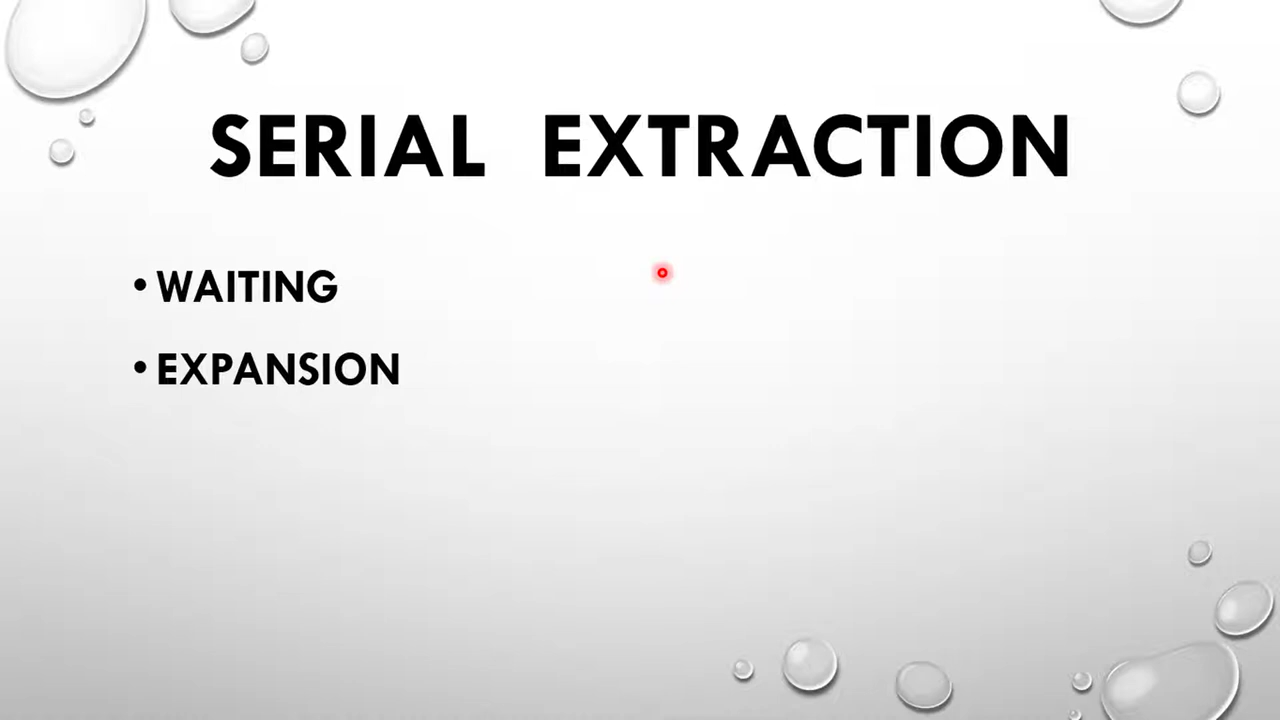 SERIAL EXTRACTION
• WAITING
• EXPANSION